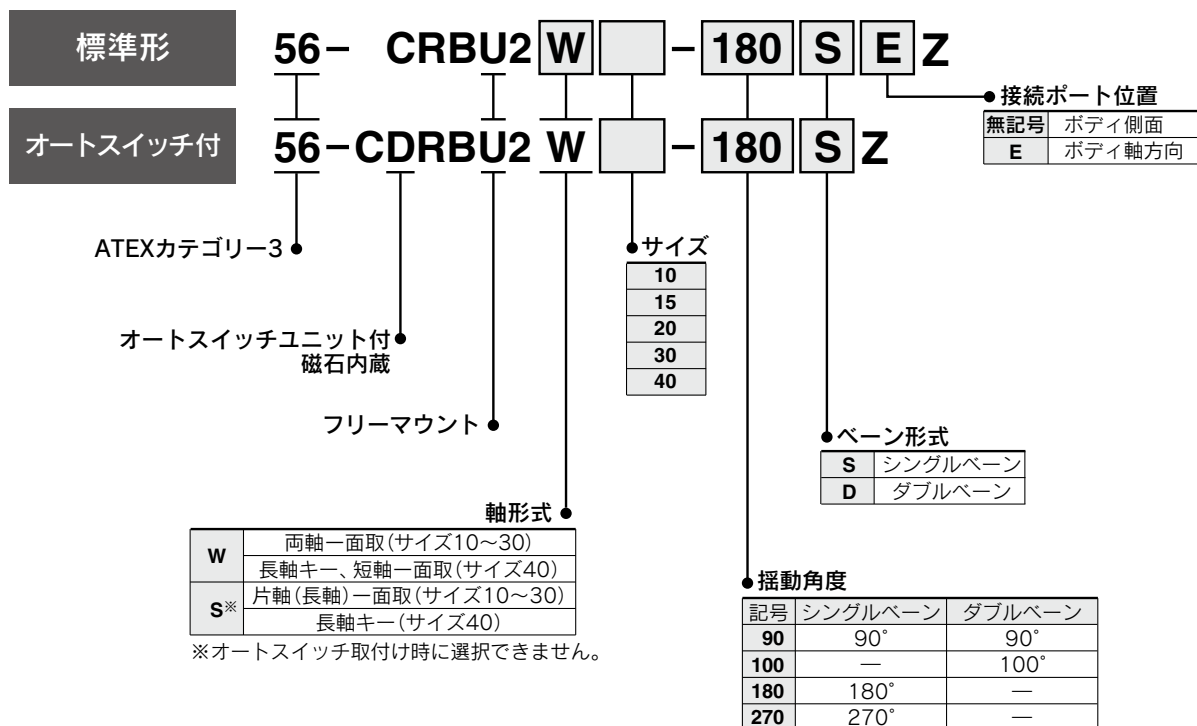 標準形
56− CRBU2 W − 180 S E Z
接続ポート位置
無記号 ボディ側面
E ボディ軸方向
オートスイッチ付
56−CDRBU2 W − 180 S Z
ATEXカテゴリー3
サイズ
10
15
20
30
40
オートスイッチユニット付
磁石内蔵
フリーマウント
ベーン形式
S シングルベーン
D ダブルベーン
軸形式
W 両軸一面取(サイズ10〜30)
長軸キー、短軸一面取(サイズ40)
S※ 片軸(長軸)一面取(サイズ10〜30)
長軸キー(サイズ40)
※オートスイッチ取付け時に選択できません。
揺動角度
記号 シングルベーン ダブルベーン
90 90° 90°
100 — 100°
180 180° —
270 270° —